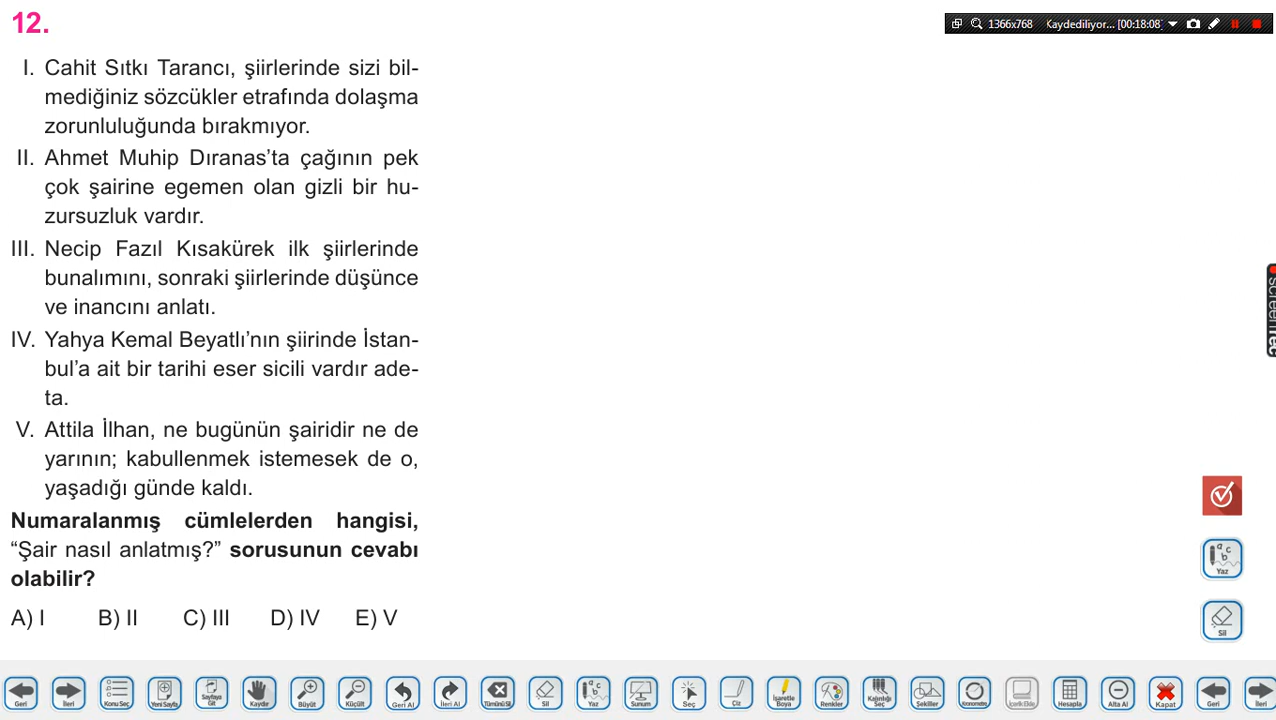 12.
1366x768 Kaydediliyor... [00:18:08]
I. Cahit Sıtkı Tarancı, şiirlerinde sizi bil-
mediğiniz sözcükler etrafında dolaşma
zorunluluğunda bırakmıyor.
II. Ahmet Muhip Dıranas’ta çağının pek
çok şairine egemen olan gizli bir hu-
zursuzluk vardır.
III. Necip Fazıl Kısakürek ilk şiirlerinde
bunalımını, sonraki şiirlerinde düşünce
ve inancını anlatı.
IV. Yahya Kemal Beyatlı’nın şiirinde İstan-
bul’a ait bir tarihi eser sicili vardır ade-
ta.
V. Attila İlhan, ne bugünün şairidir ne de
yarının; kabullenmek istemesek de o,
yaşadığı günde kaldı.
Numaralanmış cümlelerden hangisi,
“Şair nasıl anlatmış?” sorusunun cevabı
olabilir?
A) I B) II C) III D) IV E) V
screenrec
a b c
Yaz
Sil
Geri İleri Konu Seç Yeni Sayfa Sayfaya Git Kaydır Büyüt Küçült Geri Al İleri Al Tümünü Sil Sil Yaz Sunum Seç Çiz İşaretle Boya Renkler Kalınlığı Seç Şekiller Kronometre İçerik Ekle Hesapla Alta Al Kapat Geri İleri